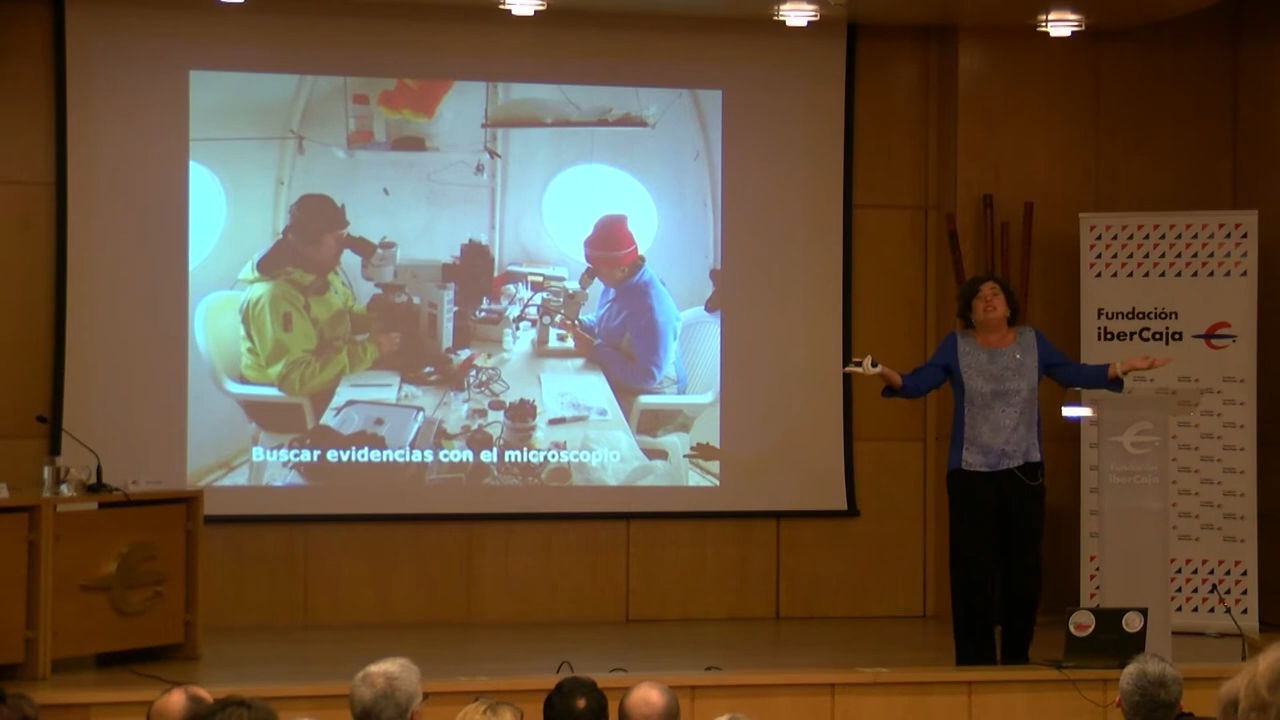 Buscar evidencias con el microscopio
Fundación
iberCaja
Fundación
iberCaja